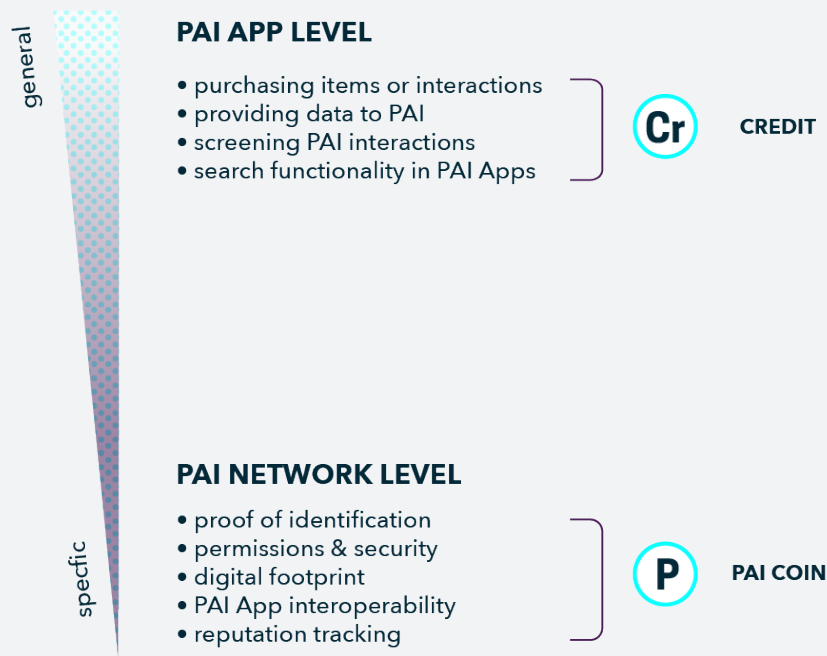 general
PAI APP LEVEL
• purchasing items or interactions
• providing data to PAI
• screening PAI interactions
• search functionality in PAI Apps
Cr
CREDIT
PAI NETWORK LEVEL
• proof of identification
• permissions & security
• digital footprint
• PAI App interoperability
• reputation tracking
P
PAI COIN
specfic